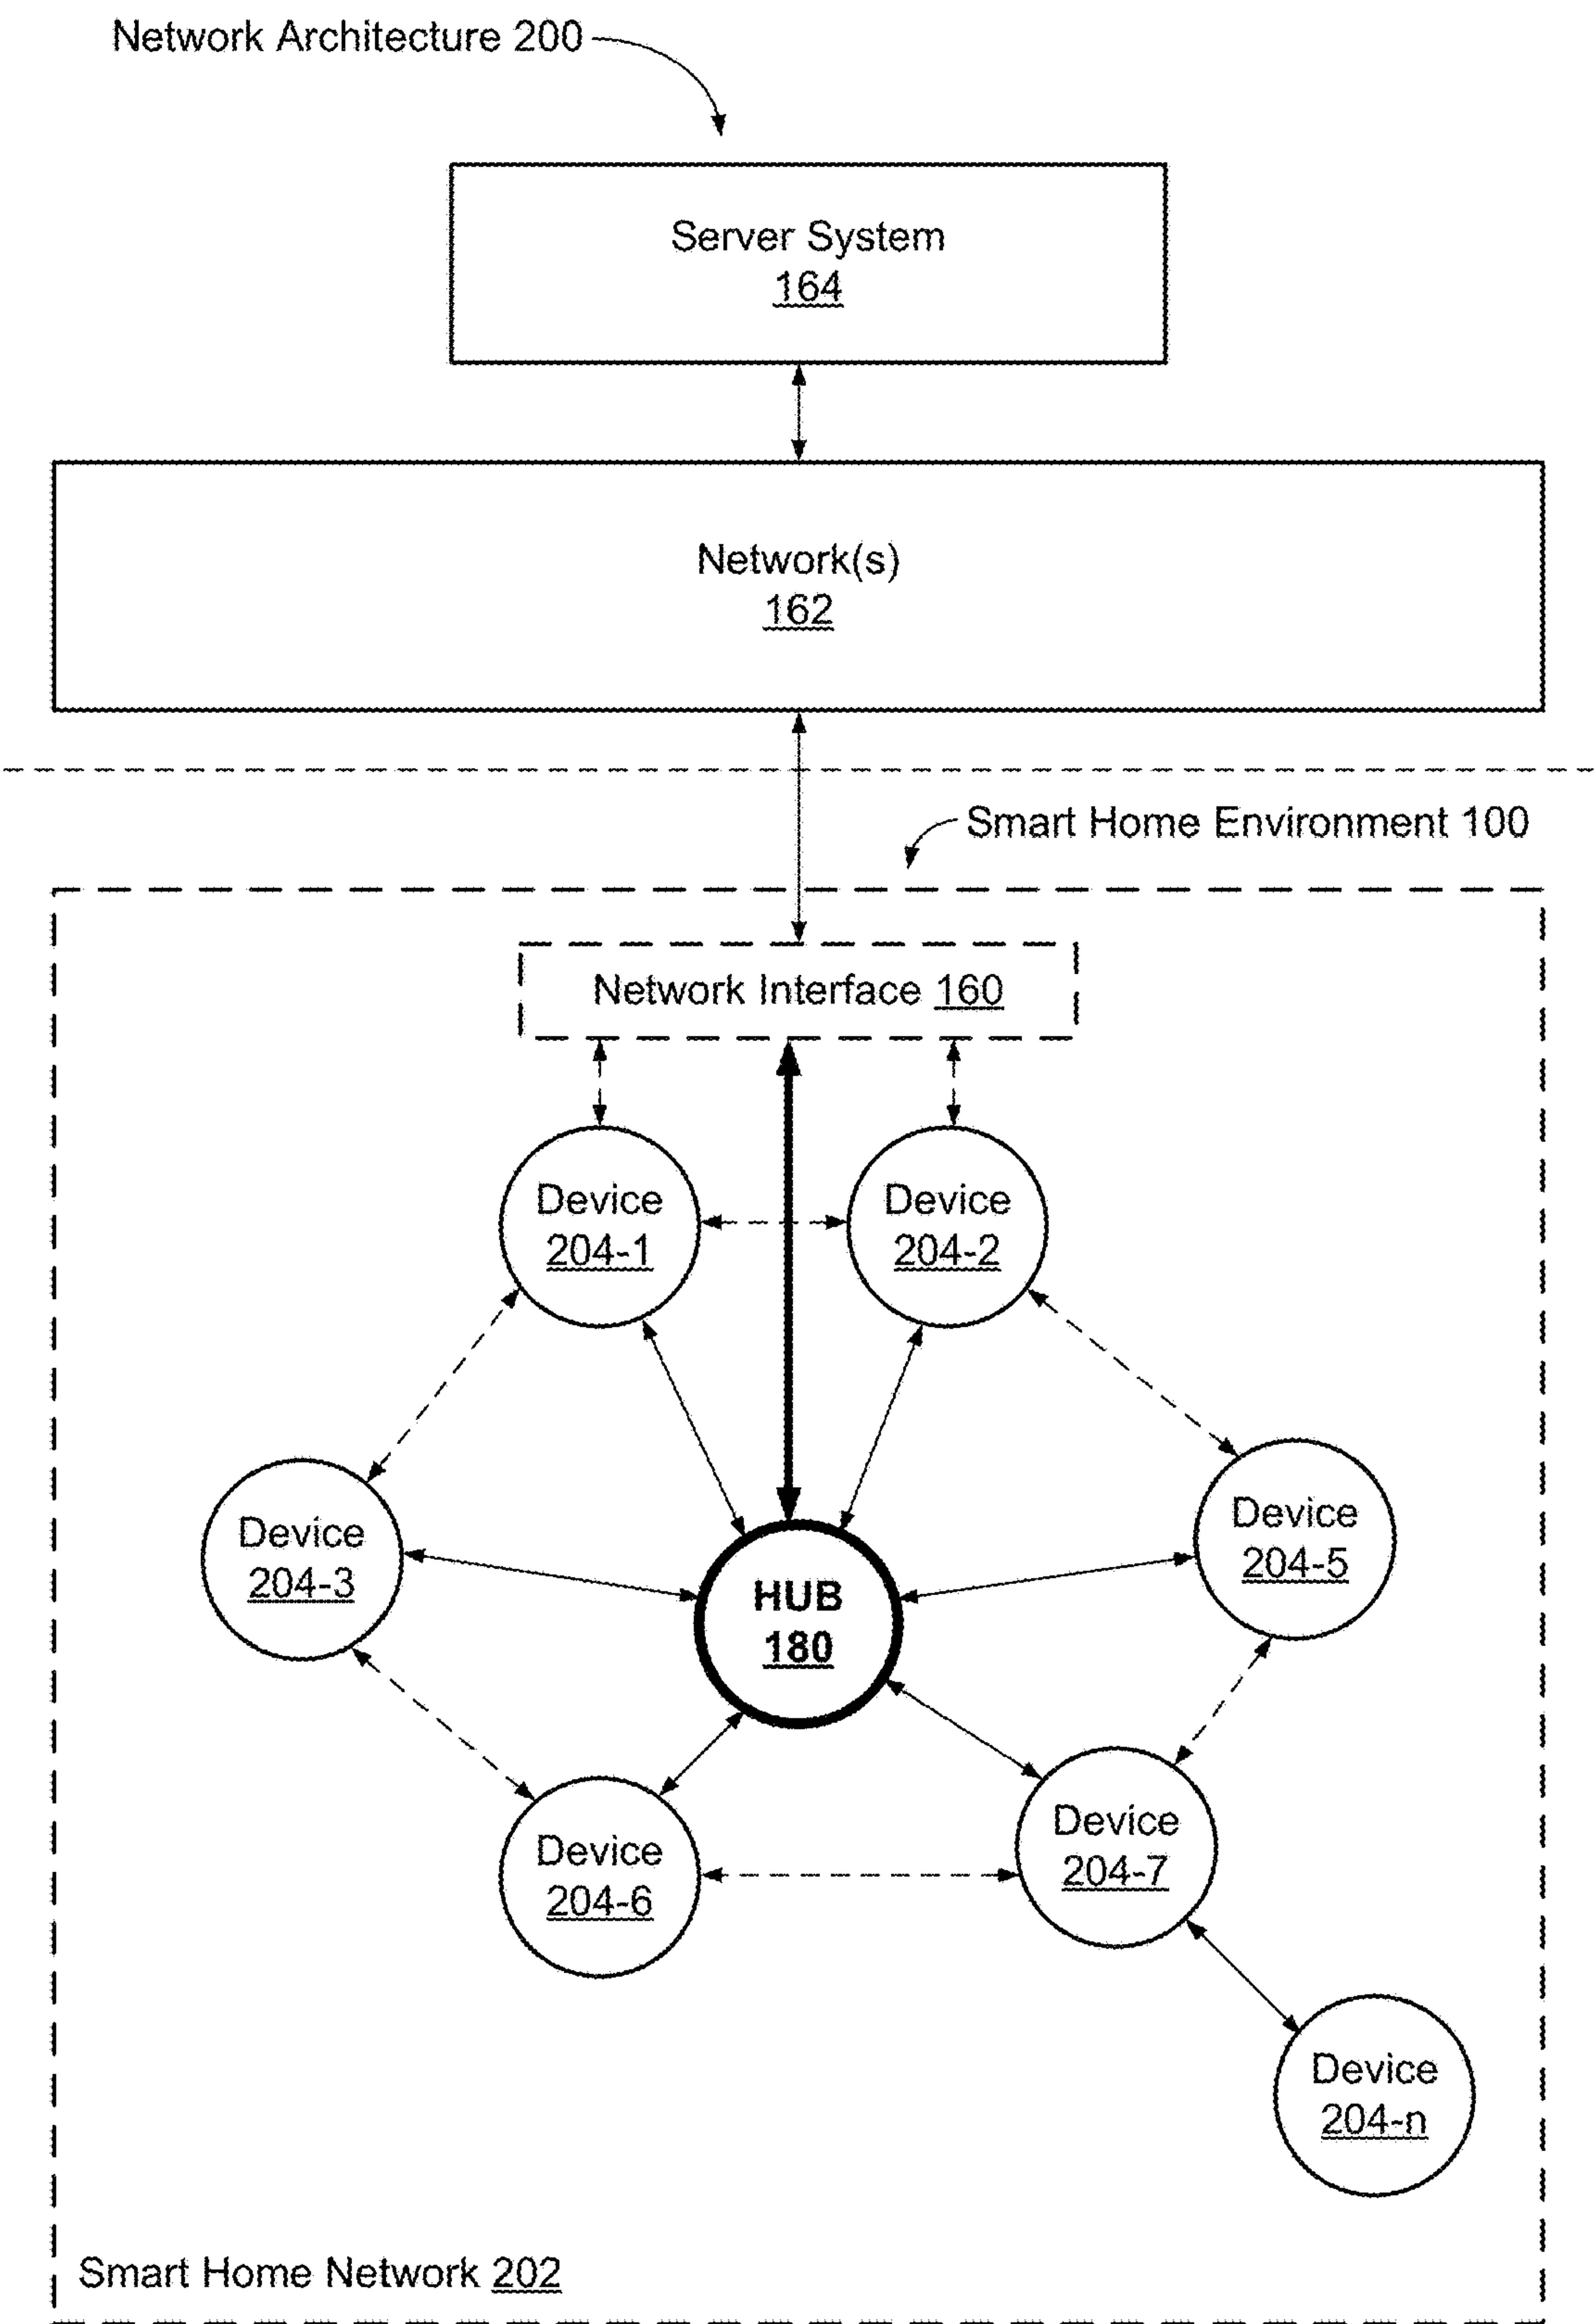 Network Architecture 200
Server System
164
Network(s)
162
Smart Home Environment 100
Network Interface 160
Device
204-1
Device
204-2
Device
204-3
Device
204-5
HUB
180
Device
204-6
Device
204-7
Device
204-n
Smart Home Network 202